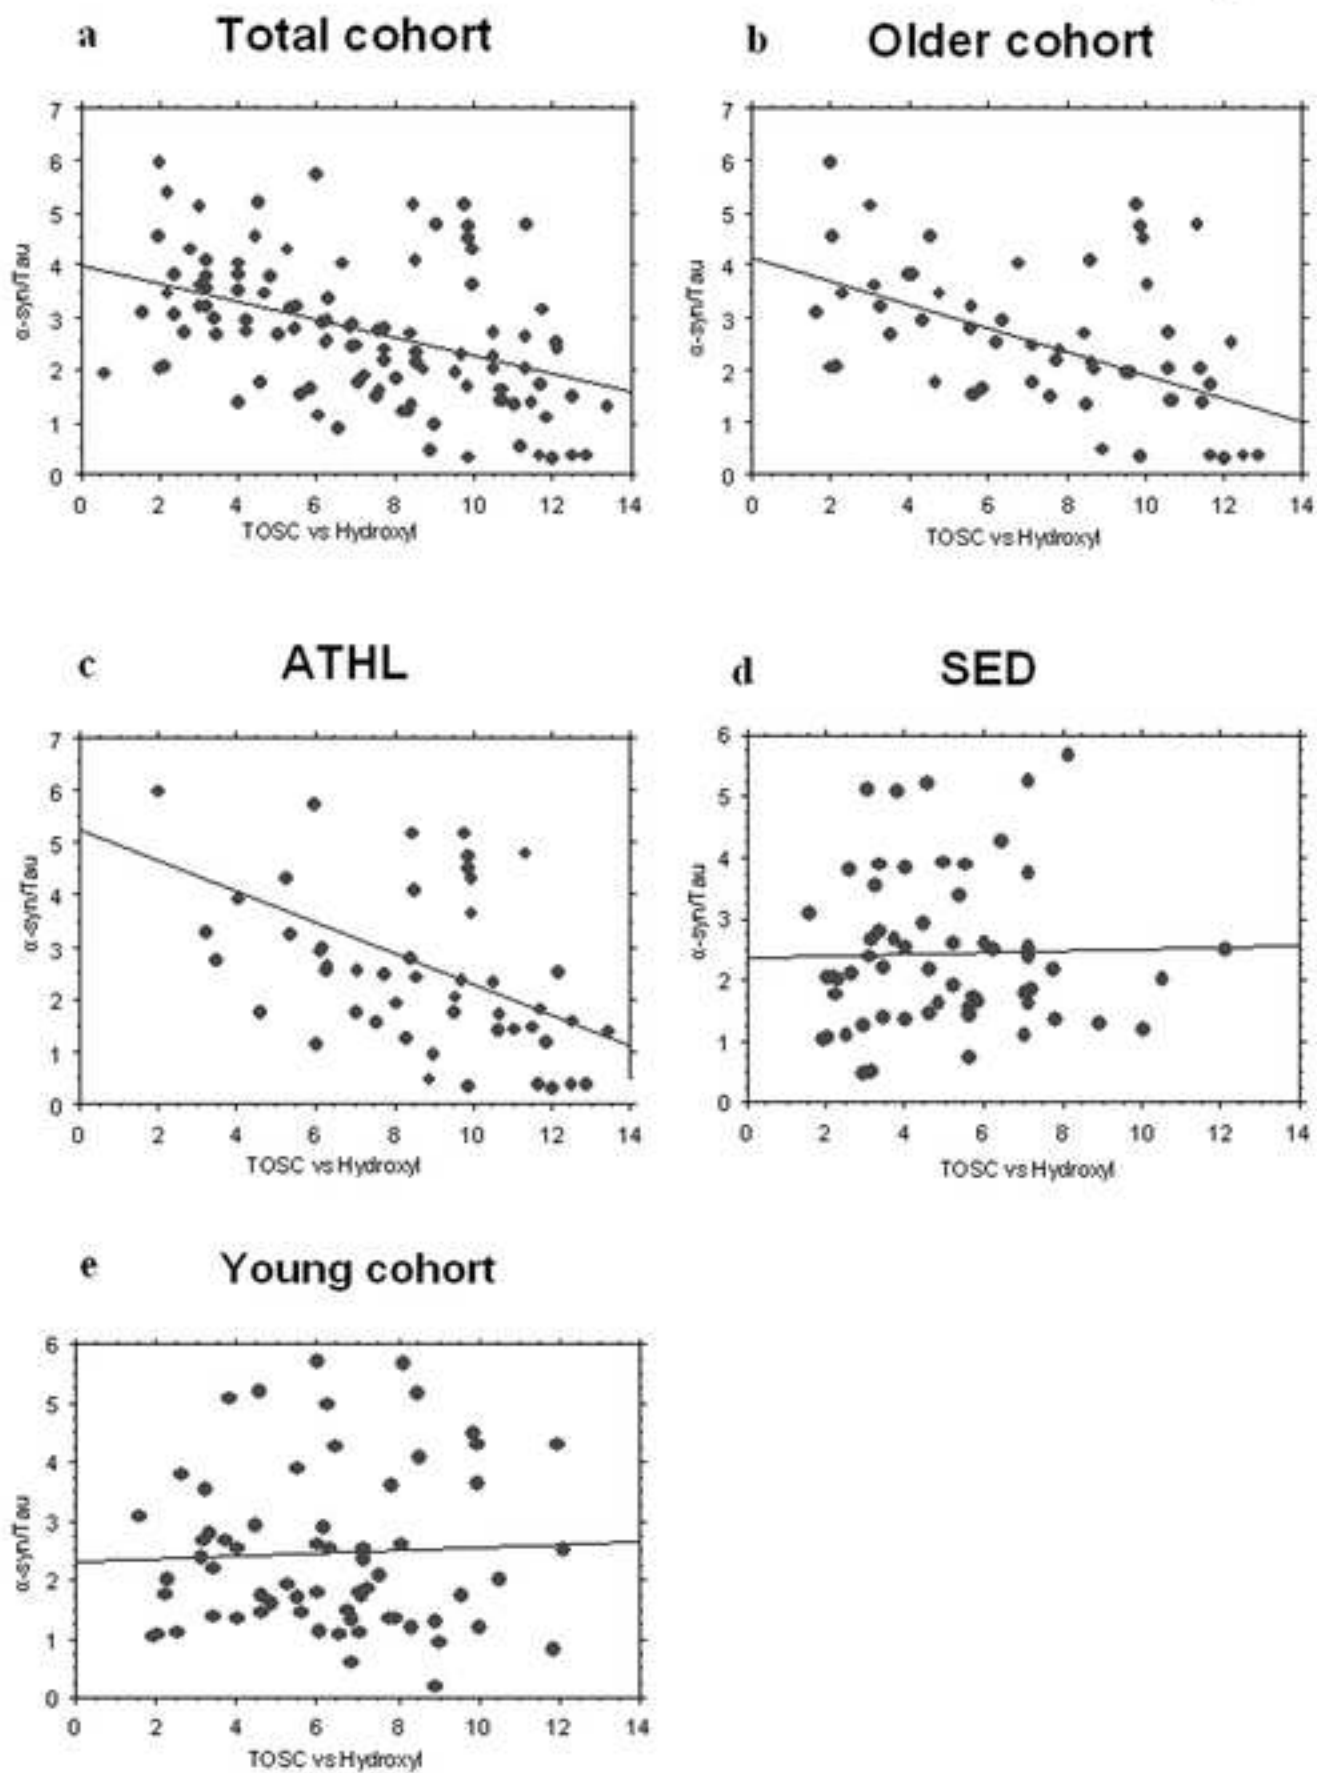 a Total cohort
7
6
5
4
3
2
1
0
α-syn/Tau
0 2 4 6 8 10 12 14
TOSC vs Hydroxyl
b Older cohort
7
6
5
4
3
2
1
0
α-syn/Tau
0 2 4 6 8 10 12 14
TOSC vs Hydroxyl
c ATHL
7
6
5
4
3
2
1
0
α-syn/Tau
0 2 4 6 8 10 12 14
TOSC vs Hydroxyl
d SED
6
5
4
3
2
1
0
α-syn/Tau
0 2 4 6 8 10 12 14
TOSC vs Hydroxyl
e Young cohort
6
5
4
3
2
1
0
α-syn/Tau
0 2 4 6 8 10 12 14
TOSC vs Hydroxyl